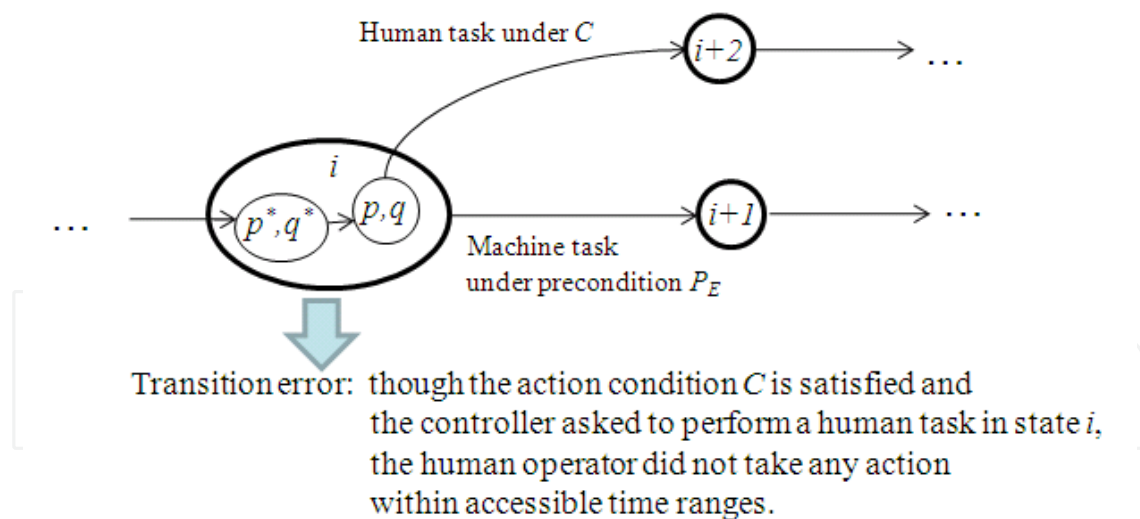 Human task under C
i+2
...
i
p*,q*
p,q
i+1
...
...
Machine task
under precondition P_E
Transition error: though the action condition C is satisfied and
the controller asked to perform a human task in state i,
the human operator did not take any action
within accessible time ranges.